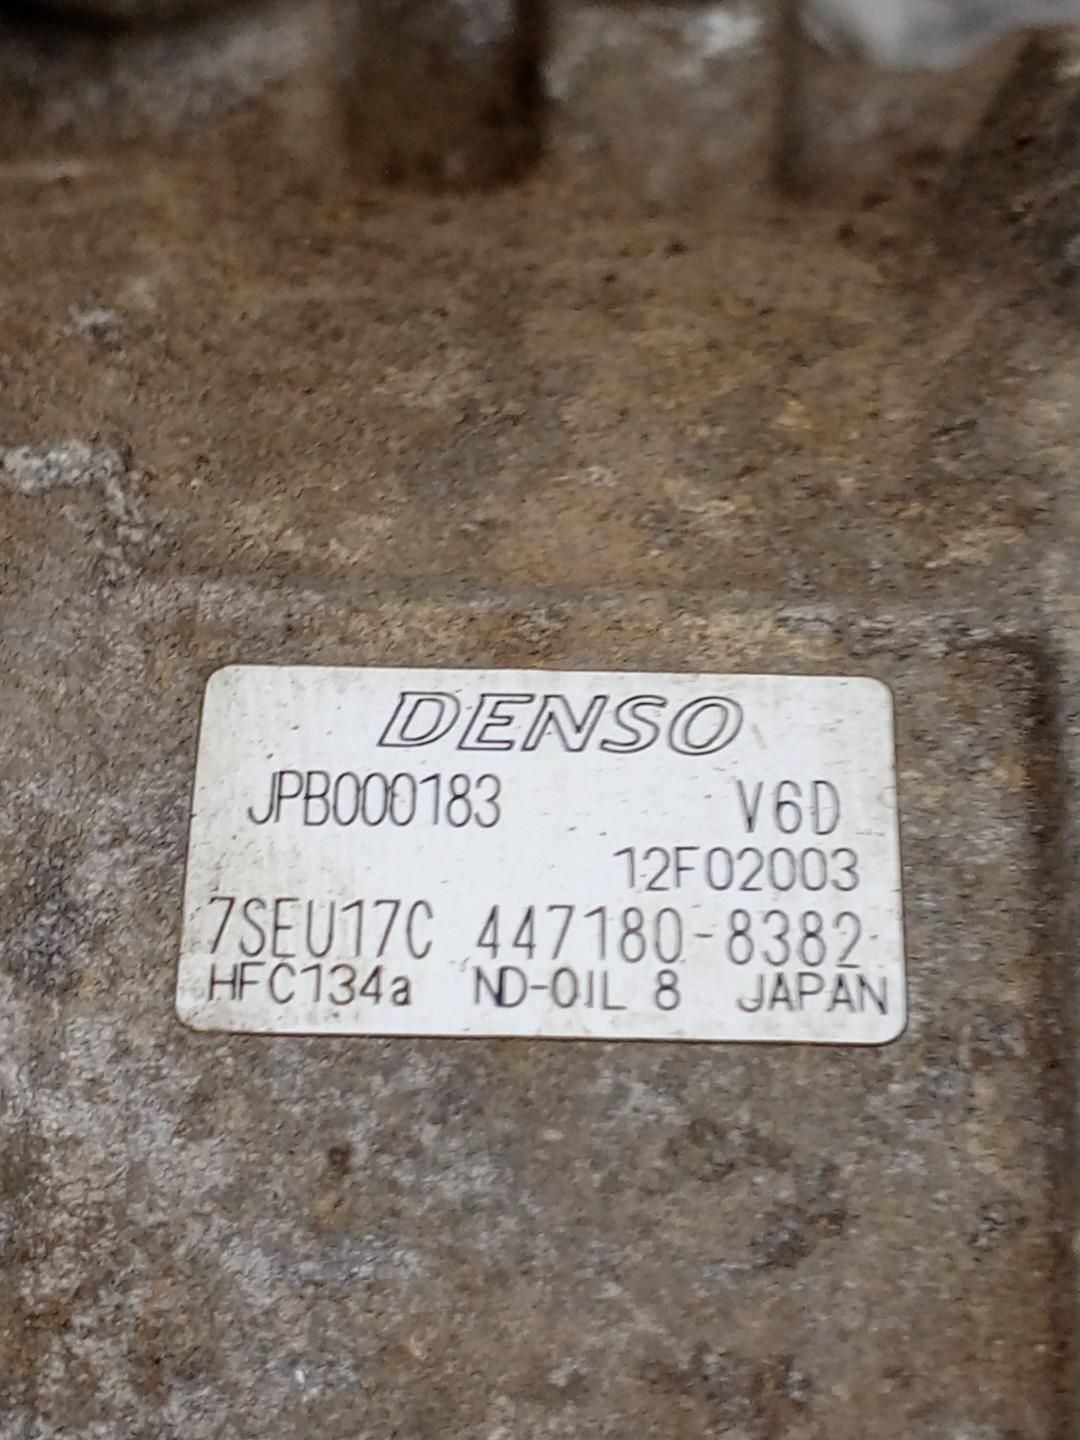 DENSO
JPB000183 V6D
12F02003
7SEU17C 447180-8382
HFC134a ND-OIL 8 JAPAN